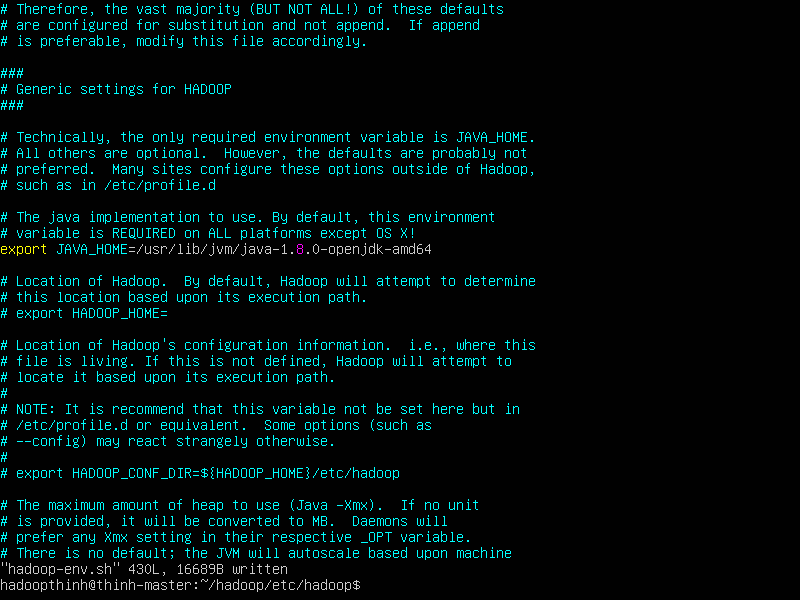 # Therefore, the vast majority (BUT NOT ALL!) of these defaults
# are configured for substitution and not append.  If append
# is preferable, modify this file accordingly.

###
# Generic settings for HADOOP
###

# Technically, the only required environment variable is JAVA_HOME.
# All others are optional.  However, the defaults are probably not
# preferred.  Many sites configure these options outside of Hadoop,
# such as in /etc/profile.d

# The java implementation to use. By default, this environment
# variable is REQUIRED on ALL platforms except OS X!
export JAVA_HOME=/usr/lib/jvm/java-1.8.0-openjdk-amd64

# Location of Hadoop.  By default, Hadoop will attempt to determine
# this location based upon its execution path.
# export HADOOP_HOME=

# Location of Hadoop's configuration information.  i.e., where this
# file is living. If this is not defined, Hadoop will attempt to
# locate it based upon its execution path.
#
# NOTE: It is recommend that this variable not be set here but in
# /etc/profile.d or equivalent.  Some options (such as
# --config) may react strangely otherwise.
#
# export HADOOP_CONF_DIR=${HADOOP_HOME}/etc/hadoop

# The maximum amount of heap to use (Java -Xmx).  If no unit
# is provided, it will be converted to MB.  Daemons will
# prefer any Xmx setting in their respective _OPT variable.
# There is no default; the JVM will autoscale based upon machine
"hadoop-env.sh" 430L, 16689B written
hadoopthinh@thinh-master:~/hadoop/etc/hadoop$